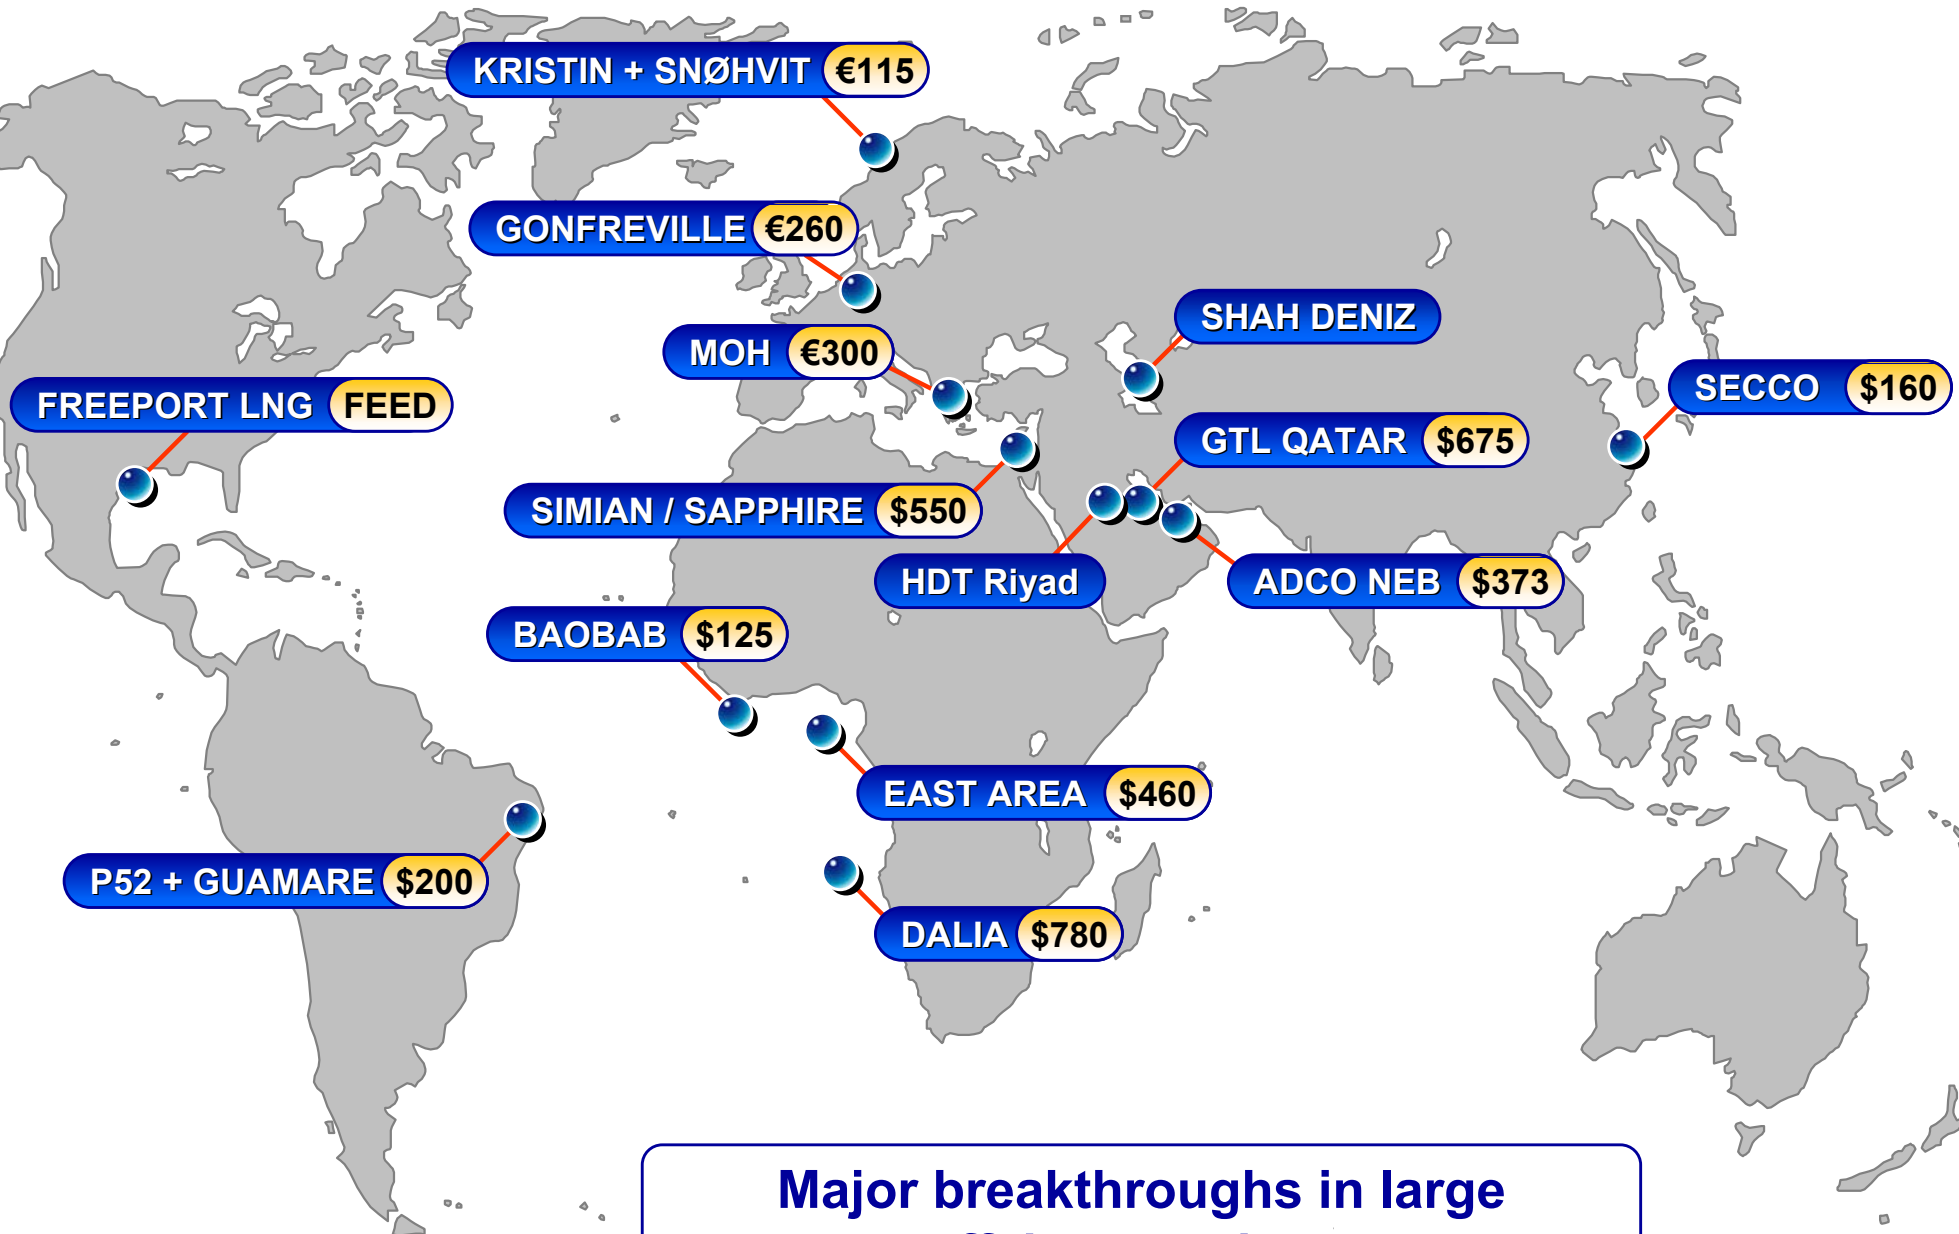 KRISTIN + SNØHVIT €115
GONFREVILLE €260
SHAH DENIZ
MOH €300
SECCO $160
FREEPORT LNG FEED
GTL QATAR $675
SIMIAN / SAPPHIRE $550
HDT Riyad
ADCO NEB $373
BAOBAB $125
EAST AREA $460
P52 + GUAMARE $200
DALIA $780
Major breakthroughs in large